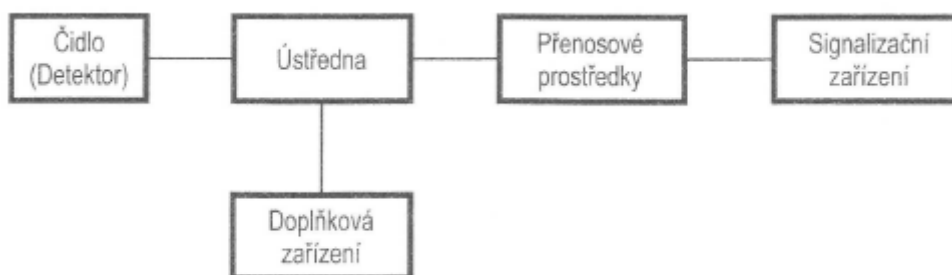 Čidlo
(Detektor)
Ústředna
Přenosové
prostředky
Signalizační
zařízení
Doplňková
zařízení